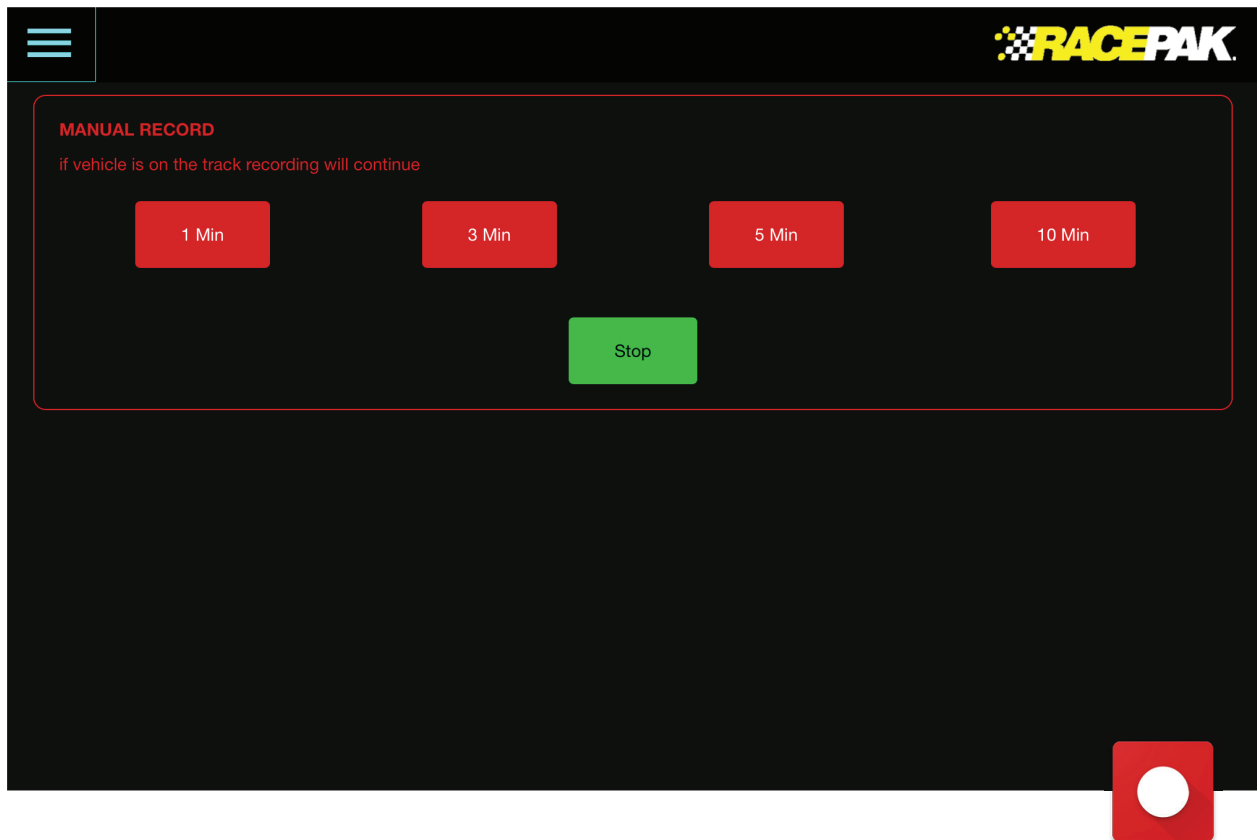 RACEPAK.
MANUAL RECORD
if vehicle is on the track recording will continue
1 Min
3 Min
5 Min
10 Min
Stop